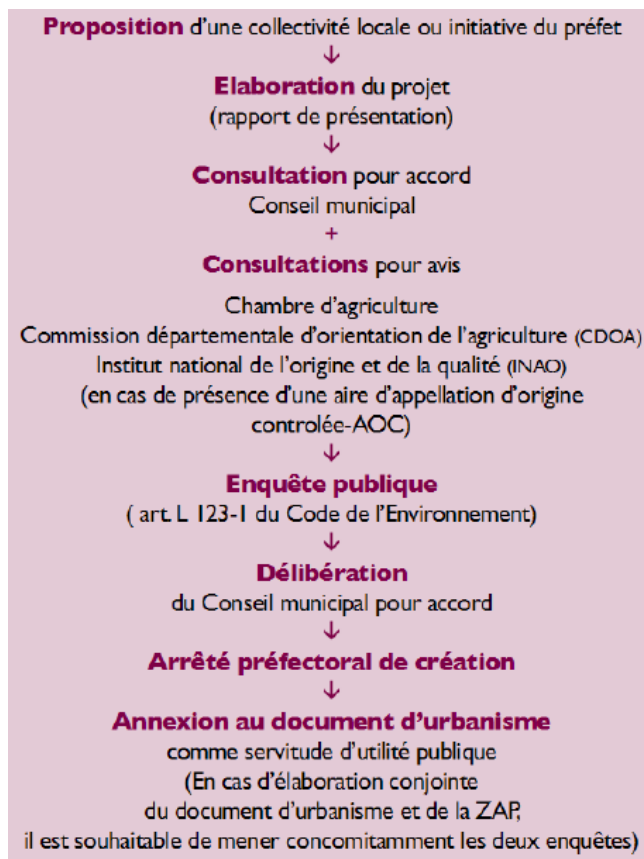 Proposition d'une collectivité locale ou initiative du préfet
↓
Elaboration du projet
(rapport de présentation)
↓
Consultation pour accord
Conseil municipal
+
Consultations pour avis
Chambre d'agriculture
Commission départementale d'orientation de l'agriculture (CDOA)
Institut national de l'origine et de la qualité (INAO)
(en cas de présence d'une aire d'appellation d'origine
controlée-AOC)
↓
Enquête publique
( art. L 123-1 du Code de l'Environnement)
↓
Délibération
du Conseil municipal pour accord
↓
Arrêté préfectoral de création
↓
Annexion au document d'urbanisme
comme servitude d'utilité publique
(En cas d'élaboration conjointe
du document d'urbanisme et de la ZAP,
il est souhaitable de mener concomitamment les deux enquêtes)